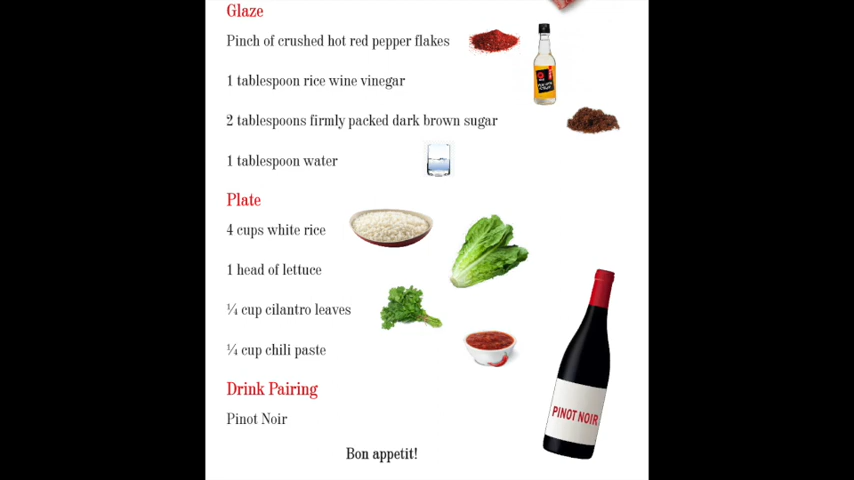 Glaze
Pinch of crushed hot red pepper flakes
1 tablespoon rice wine vinegar
2 tablespoons firmly packed dark brown sugar
1 tablespoon water
Plate
4 cups white rice
1 head of lettuce
¼ cup cilantro leaves
¼ cup chili paste
Drink Pairing
Pinot Noir
PINOT NOIR
Bon appetit!